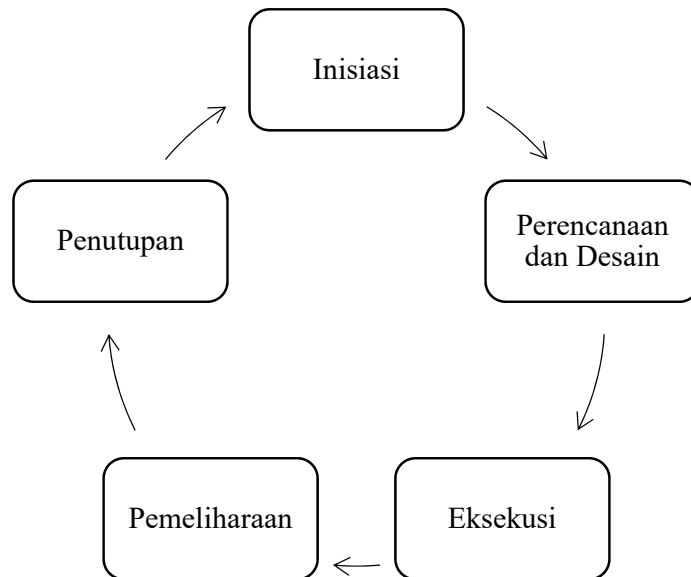 Inisiasi
Perencanaan
dan Desain
Eksekusi
Pemeliharaan
Penutupan